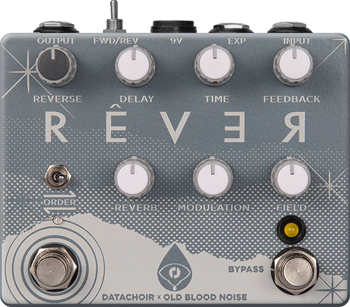 OUTPUT FWD/REV 9V EXP INPUT
REVERSE DELAY TIME FEEDBACK
RÊVEЯ
REVERB MODULATION FIELD
ORDER
BYPASS
DATACHOIR × OLD BLOOD NOISE